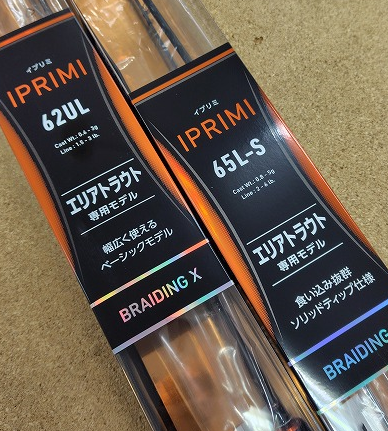 イプリミ
IPRIMI
62UL
Cast Wt.: 0.4 - 2g
Line : 1.5 - 3 lb.
エリアトラウト
専用モデル
幅広く使える
ベーシックモデル
BRAIDING X
イプリミ
IPRIMI
65L-S
Cast Wt.: 0.8 - 5g
Line : 2 - 4 lb.
エリアトラウト
専用モデル
食い込み抜群
ソリッドティップ仕様
BRAIDING